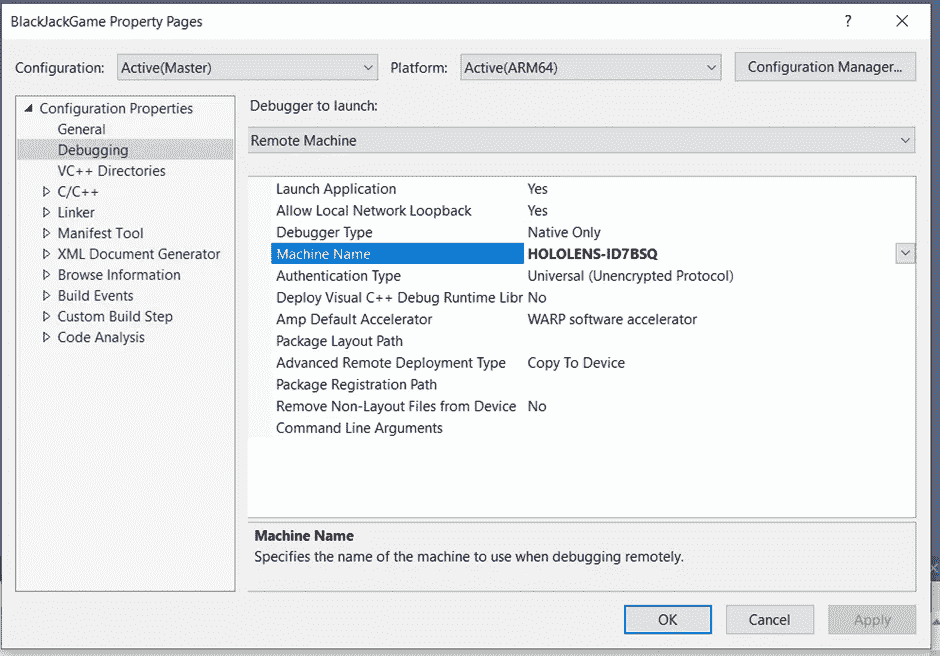 BlackJackGame Property Pages
?
Configuration: Active(Master) Platform: Active(ARM64) Configuration Manager...
Configuration Properties
General
Debugging
VC++ Directories
C/C++
Linker
Manifest Tool
XML Document Generator
Browse Information
Build Events
Custom Build Step
Code Analysis
Debugger to launch:
Remote Machine
Launch Application Yes
Allow Local Network Loopback Yes
Debugger Type Native Only
Machine Name HOLOLENS-ID7BSQ
Authentication Type Universal (Unencrypted Protocol)
Deploy Visual C++ Debug Runtime Libr No
Amp Default Accelerator WARP software accelerator
Package Layout Path
Advanced Remote Deployment Type Copy To Device
Package Registration Path
Remove Non-Layout Files from Device No
Command Line Arguments
Machine Name
Specifies the name of the machine to use when debugging remotely.
OK Cancel Apply